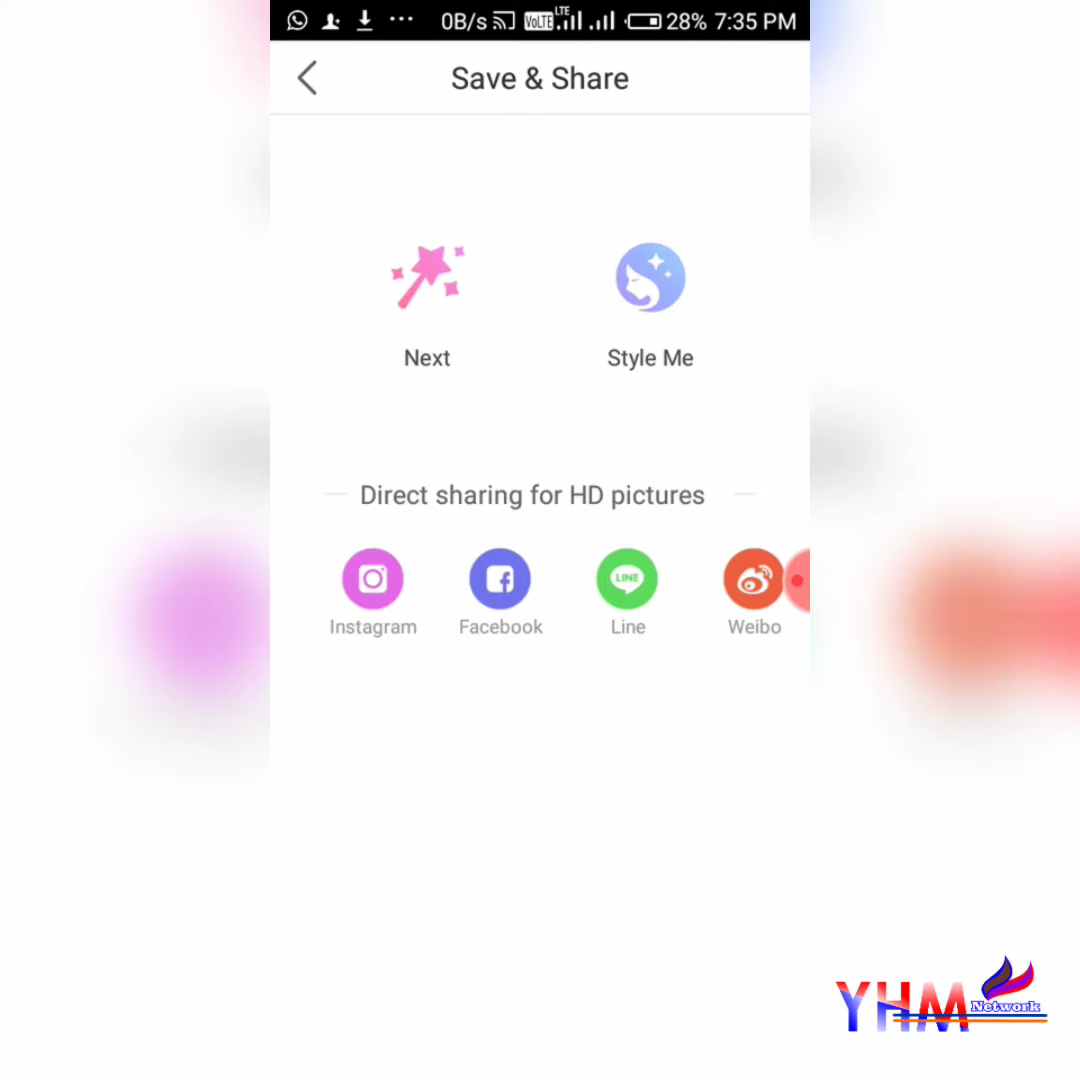 0B/s VoLTE LTE 28% 7:35 PM
Save & Share
Next
Style Me
Direct sharing for HD pictures
LINE
Instagram
Facebook
Line
Weibo
YHM Network